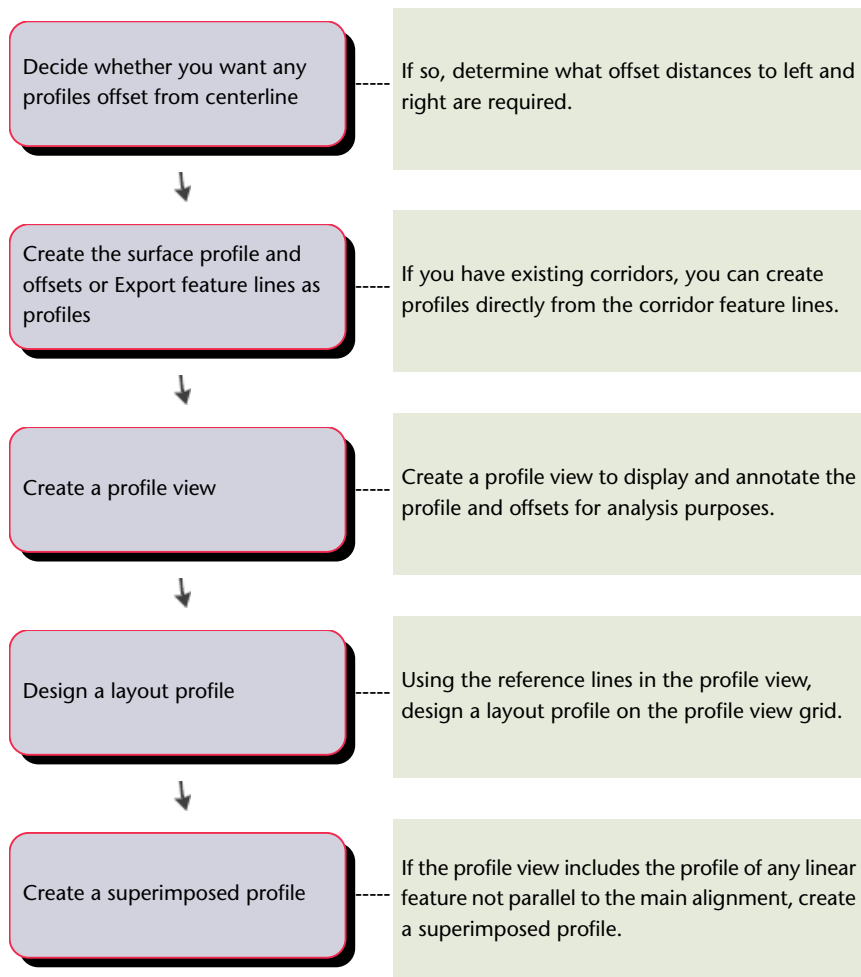 Decide whether you want any
profiles offset from centerline
If so, determine what offset distances to left and
right are required.
Create the surface profile and
offsets or Export feature lines as
profiles
If you have existing corridors, you can create
profiles directly from the corridor feature lines.
Create a profile view
Create a profile view to display and annotate the
profile and offsets for analysis purposes.
Design a layout profile
Using the reference lines in the profile view,
design a layout profile on the profile view grid.
Create a superimposed profile
If the profile view includes the profile of any linear
feature not parallel to the main alignment, create
a superimposed profile.